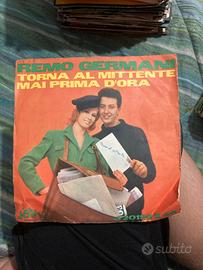 REMO GERMANI
TORNA AL MITTENTE
MAI PRIMA D'ORA
subito